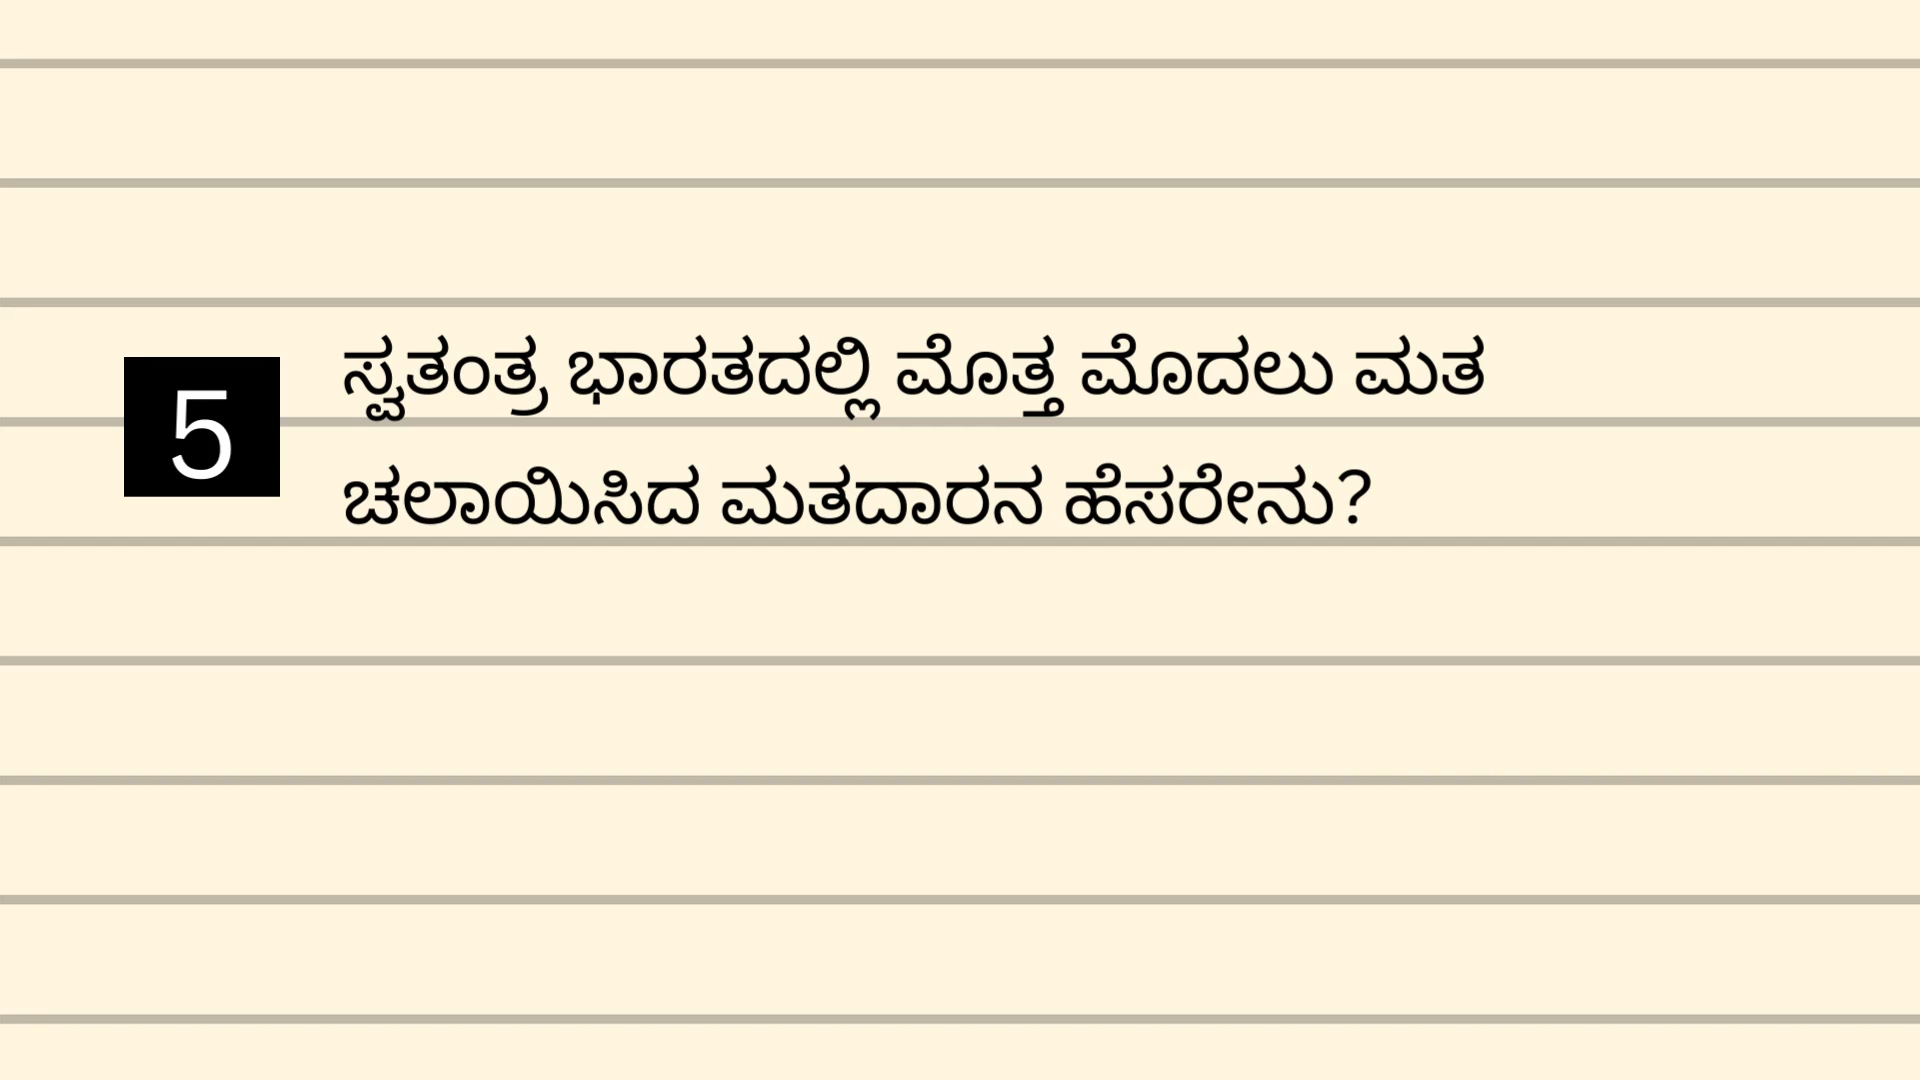 5
ಸ್ವತಂತ್ರ ಭಾರತದಲ್ಲಿ ಮೊತ್ತ ಮೊದಲು ಮತ
ಚಲಾಯಿಸಿದ ಮತದಾರನ ಹೆಸರೇನು?